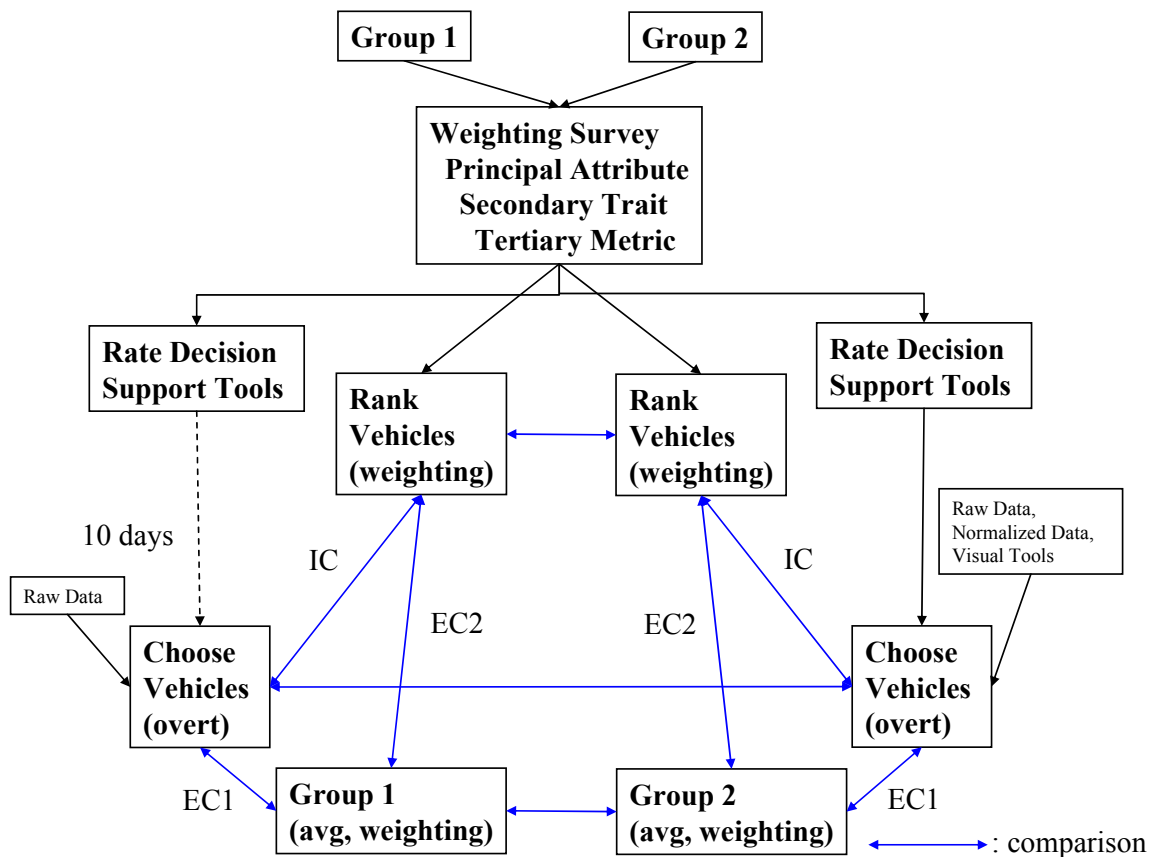 Group 1
Group 2
Weighting Survey
Principal Attribute
Secondary Trait
Tertiary Metric
Rate Decision
Support Tools
Rate Decision
Support Tools
Rank
Vehicles
(weighting)
Rank
Vehicles
(weighting)
10 days
Raw Data,
Normalized Data,
Visual Tools
IC
IC
Raw Data
EC2
EC2
Choose
Vehicles
(overt)
Choose
Vehicles
(overt)
EC1
Group 1
(avg, weighting)
Group 2
(avg, weighting)
EC1
: comparison